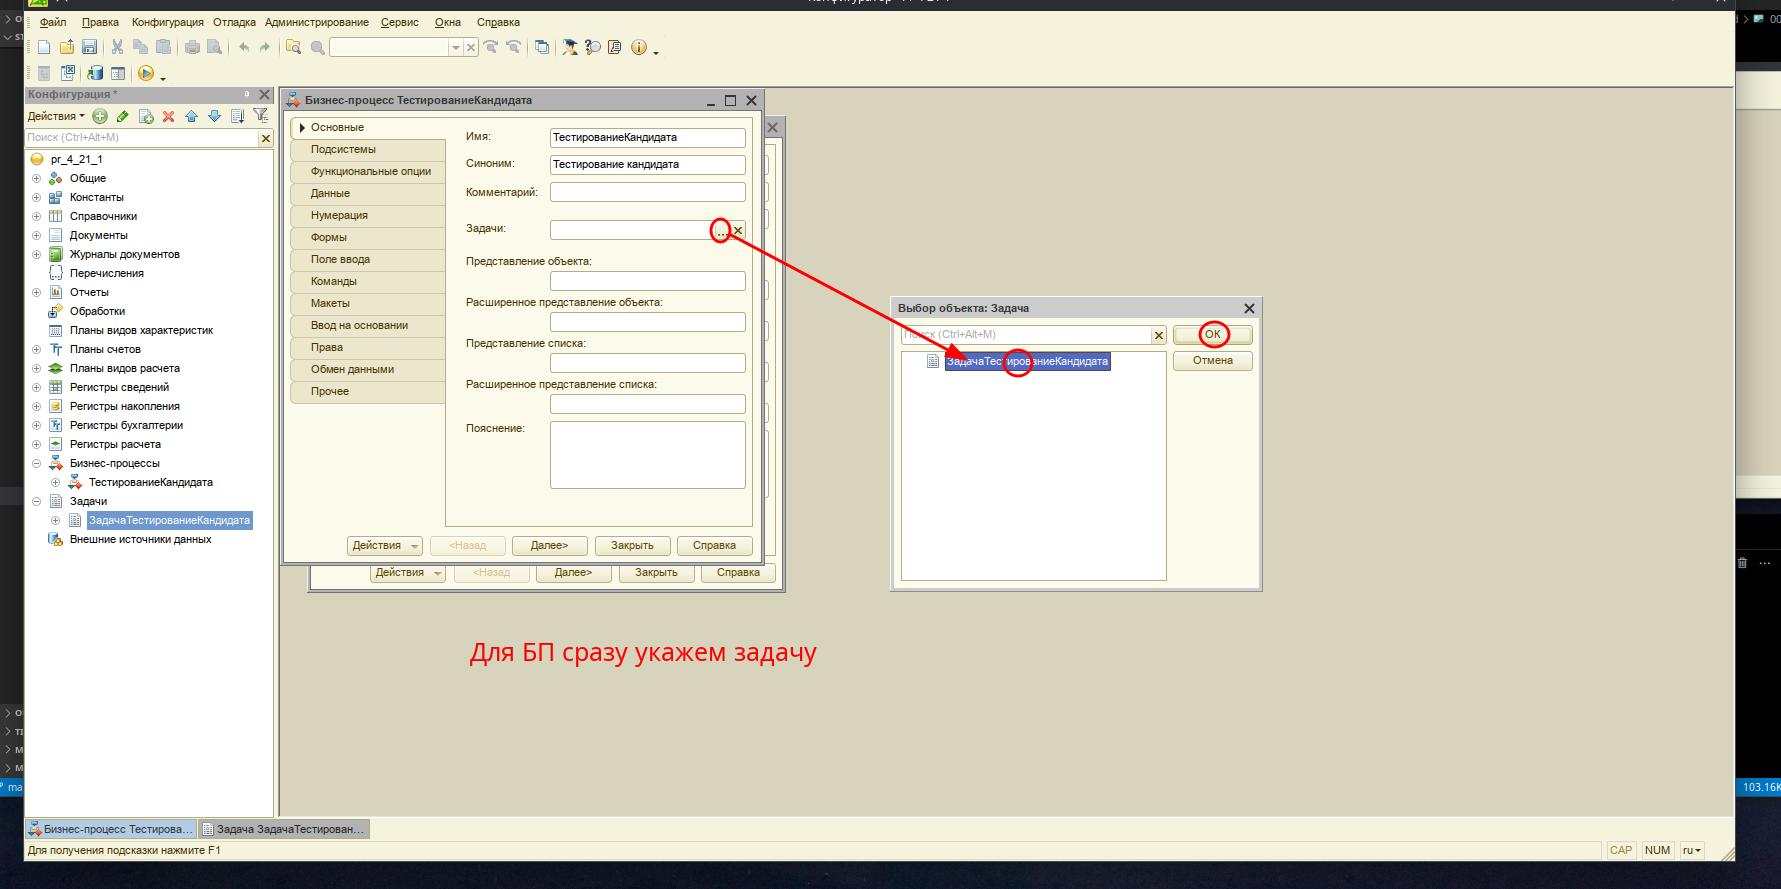 Файл Правка Конфигурация Отладка Администрирование Сервис Окна Справка
Конфигурация *
Действия
Поиск (Ctrl+Alt+M)
pr_4_21_1
Общие
Константы
Справочники
Документы
Журналы документов
Перечисления
Отчеты
Обработки
Планы видов характеристик
Планы счетов
Планы видов расчета
Регистры сведений
Регистры накопления
Регистры бухгалтерии
Регистры расчета
Бизнес-процессы
ТестированиеКандидата
Задачи
ЗадачаТестированиеКандидата
Внешние источники данных
Бизнес-процесс ТестированиеКандидата
Основные
Подсистемы
Функциональные опции
Данные
Нумерация
Формы
Поле ввода
Команды
Макеты
Ввод на основании
Права
Обмен данными
Прочее
Имя: ТестированиеКандидата
Синоним: Тестирование кандидата
Комментарий:
Задачи: ...
Представление объекта:
Расширенное представление объекта:
Представление списка:
Расширенное представление списка:
Пояснение:
Действия <Назад Далее> Закрыть Справка
Действия <Назад Далее> Закрыть Справка
Выбор объекта: Задача
Поиск (Ctrl+Alt+M) OK
ЗадачаТестированиеКандидата Отмена
Для БП сразу укажем задачу
Бизнес-процесс Тестирова... Задача ЗадачаТестирован...
Для получения подсказки нажмите F1
CAP NUM ru
103.16K